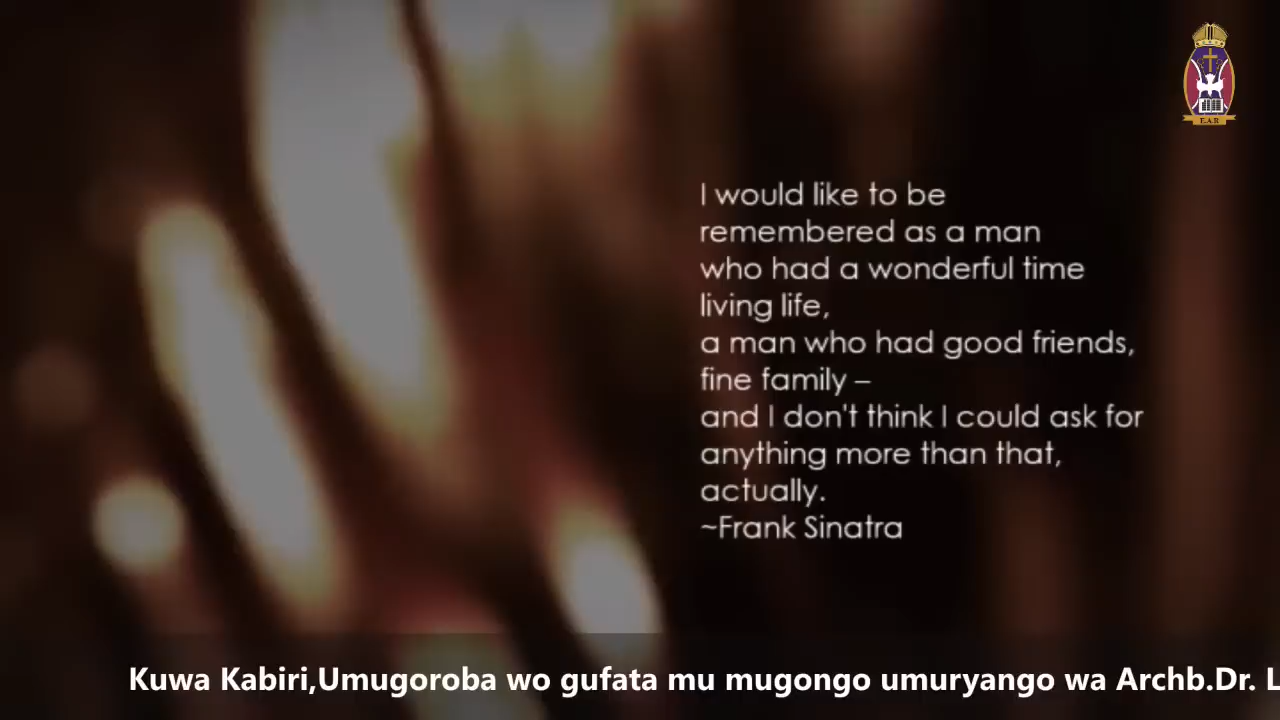 E.A.R
I would like to be
remembered as a man
who had a wonderful time
living life,
a man who had good friends,
fine family –
and I don't think I could ask for
anything more than that,
actually.
~Frank Sinatra
Kuwa Kabiri,Umugoroba wo gufata mu mugongo umuryango wa Archb.Dr. L